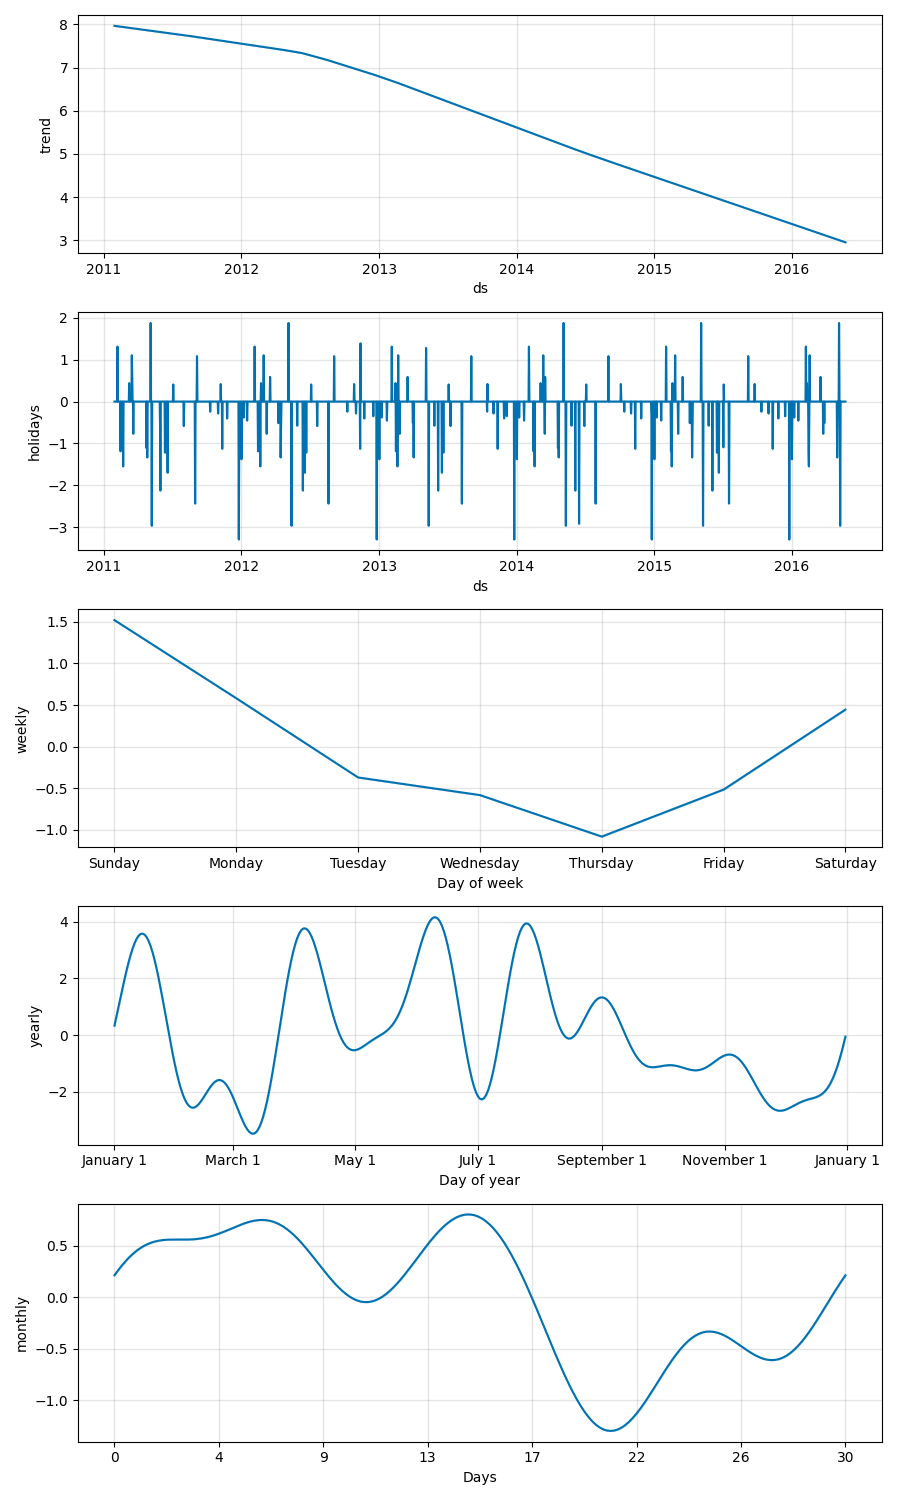 8
7
6
5
4
3
trend
2011 2012 2013 2014 2015 2016
ds
2
1
0
−1
−2
−3
holidays
2011 2012 2013 2014 2015 2016
ds
1.5
1.0
0.5
0.0
−0.5
−1.0
weekly
Sunday Monday Tuesday Wednesday Thursday Friday Saturday
Day of week
4
2
0
−2
yearly
January 1 March 1 May 1 July 1 September 1 November 1 January 1
Day of year
0.5
0.0
−0.5
−1.0
monthly
0 4 9 13 17 22 26 30
Days